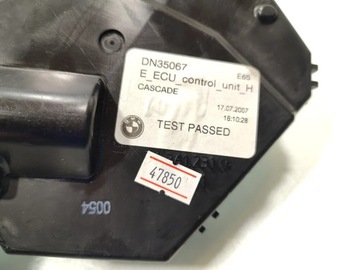 DN35067
E65
E_ECU_control_unit_H
CASCADE
17.07.2007
16:10:28
TEST PASSED
47850
0054